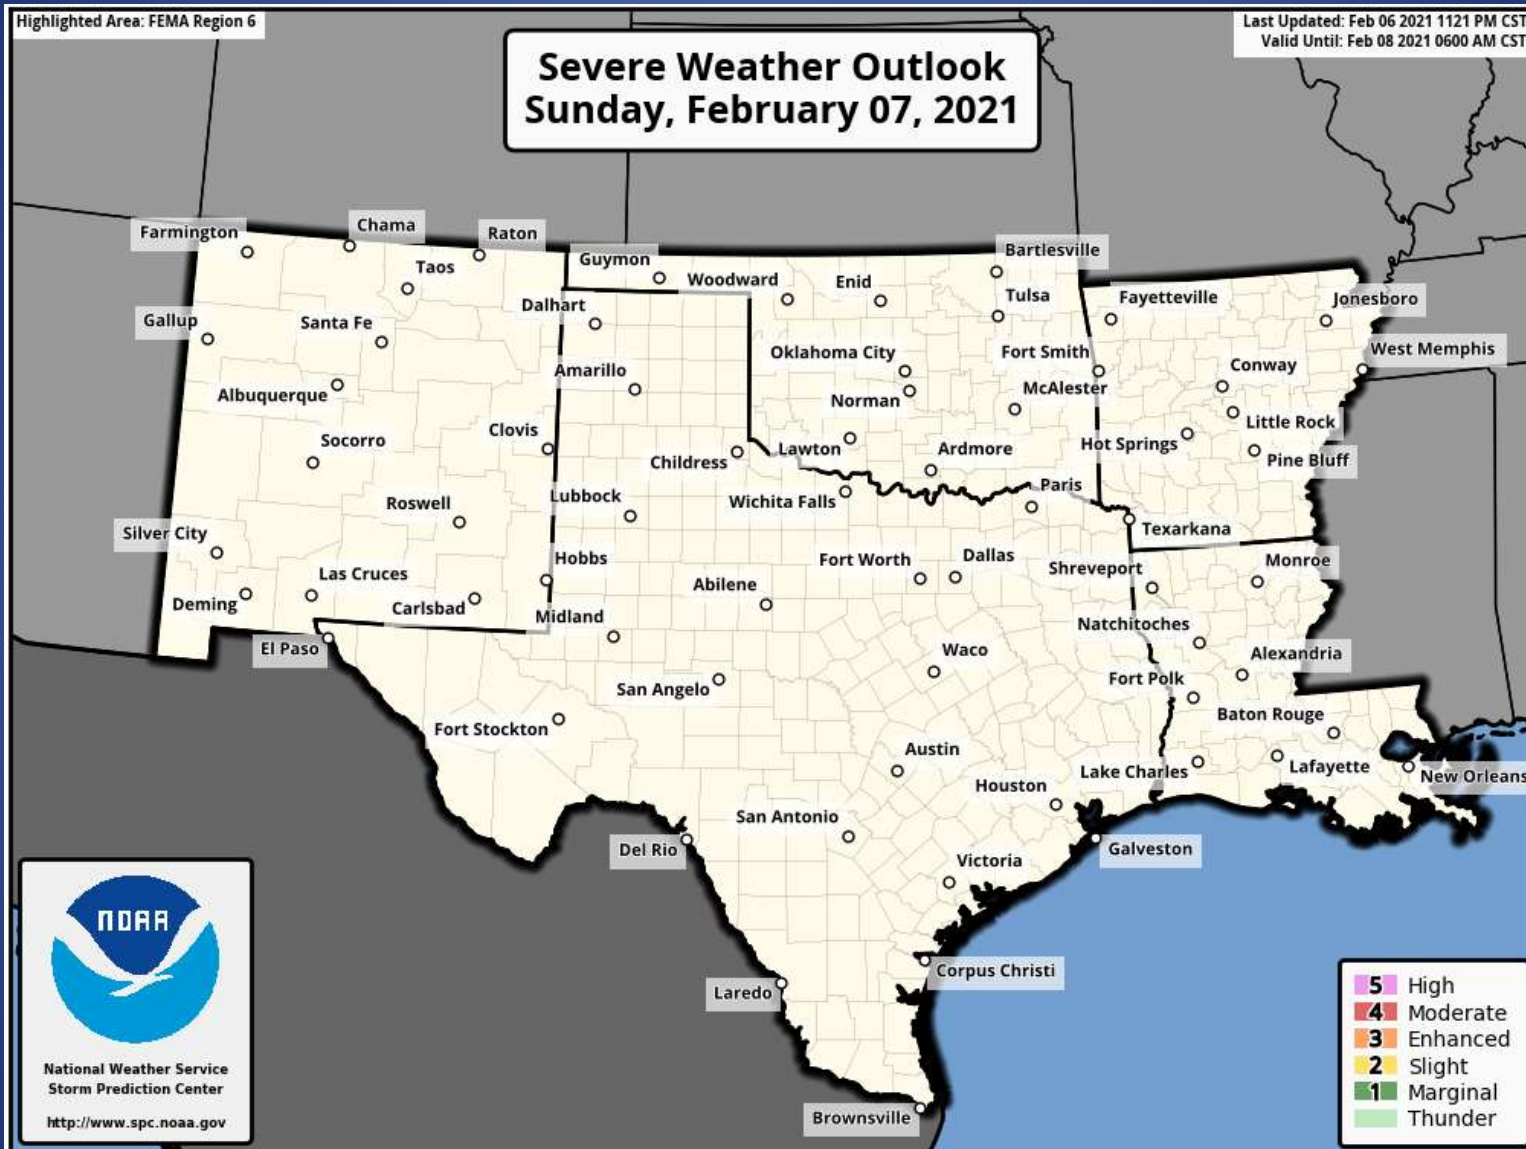 Highlighted Area: FEMA Region 6
Last Updated: Feb 06 2021 1121 PM CST
Valid Until: Feb 08 2021 0600 AM CST
Severe Weather Outlook
Sunday, February 07, 2021
Farmington
Chama
Raton
Taos
Guymon
Woodward
Enid
Bartlesville
Tulsa
Fayetteville
Jonesboro
Gallup
Santa Fe
Dalhart
Oklahoma City
Fort Smith
Conway
West Memphis
Albuquerque
Amarillo
Norman
McAlester
Little Rock
Socorro
Clovis
Childress
Lawton
Ardmore
Hot Springs
Pine Bluff
Roswell
Lubbock
Wichita Falls
Paris
Texarkana
Silver City
Las Cruces
Hobbs
Abilene
Fort Worth
Dallas
Shreveport
Monroe
Deming
Carlsbad
Midland
Natchitoches
El Paso
San Angelo
Waco
Alexandria
Fort Polk
Fort Stockton
Baton Rouge
Austin
Houston
Lake Charles
Lafayette
New Orleans
San Antonio
Del Rio
Galveston
Victoria
Corpus Christi
Laredo
Brownsville
NOAA
National Weather Service
Storm Prediction Center
http://www.spc.noaa.gov
5 High
4 Moderate
3 Enhanced
2 Slight
1 Marginal
Thunder